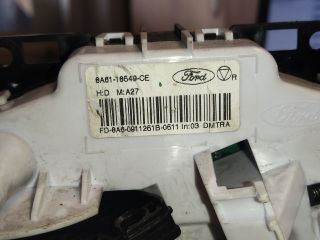 8A61-18549-CE
Ford
R
H:D M:A27
FD-8A6-0911261B-0511 In:03 DMTRA